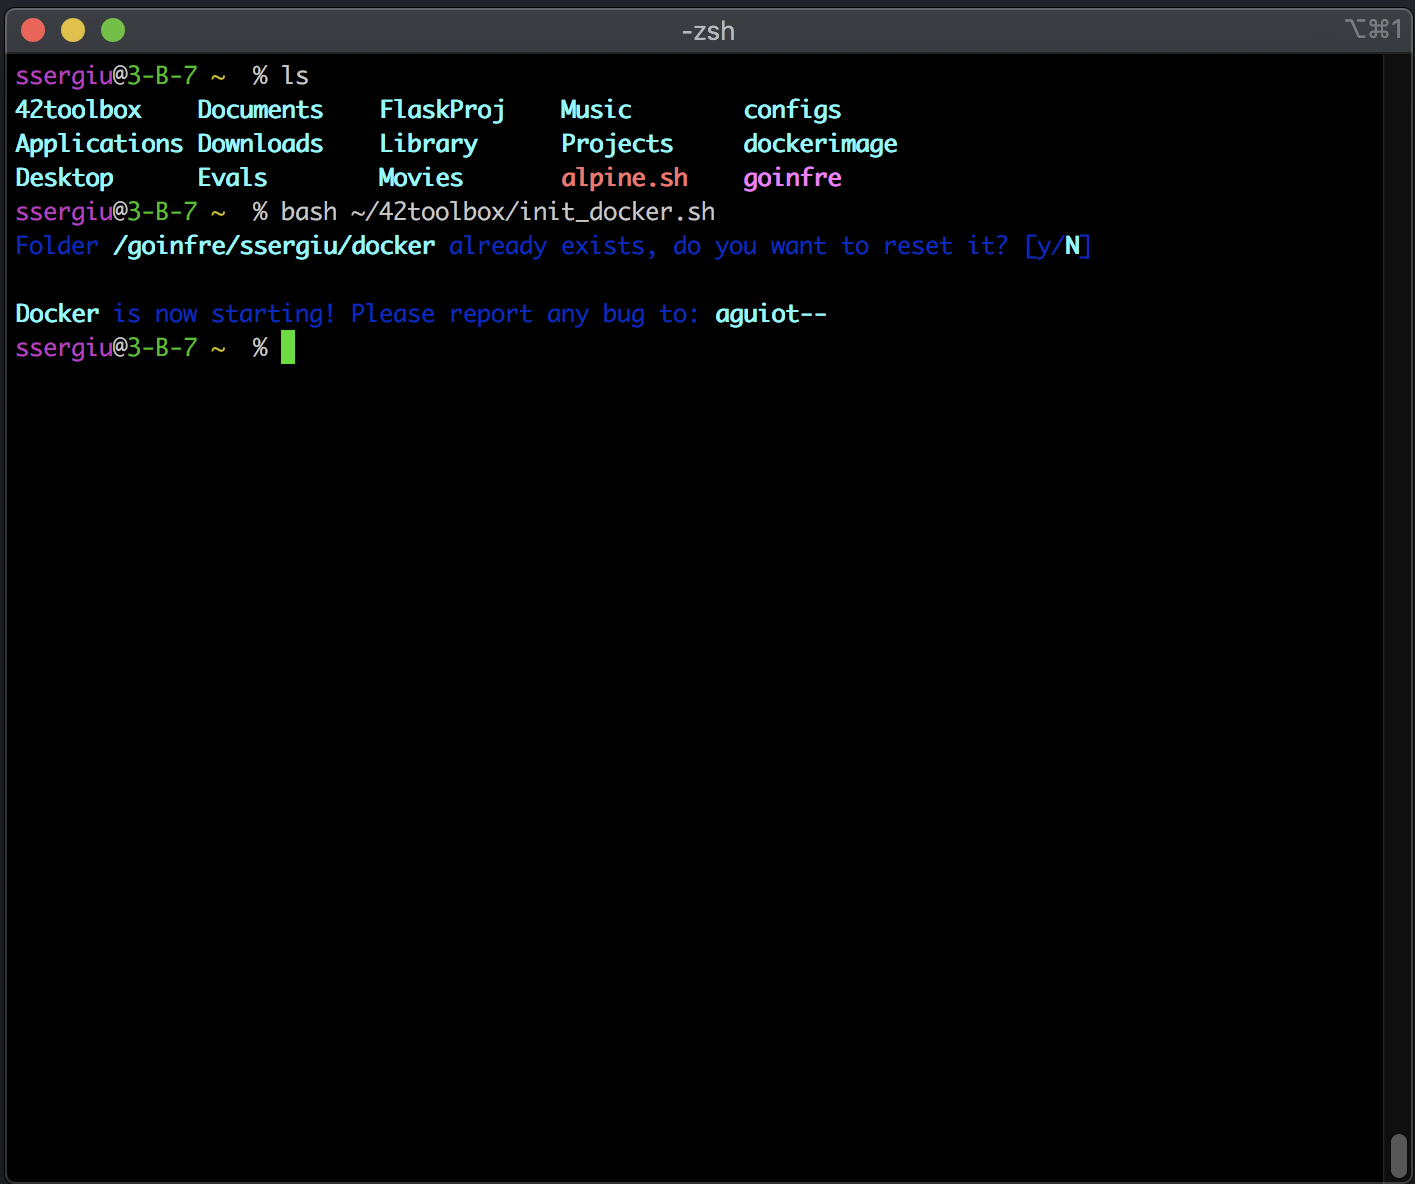 -zsh
⌥⌘1
ssergiu@3-B-7 ~  % ls
42toolbox    Documents    FlaskProj    Music        configs
Applications Downloads    Library      Projects     dockerimage
Desktop      Evals        Movies       alpine.sh    goinfre
ssergiu@3-B-7 ~  % bash ~/42toolbox/init_docker.sh
Folder /goinfre/ssergiu/docker already exists, do you want to reset it? [y/N]
Docker is now starting! Please report any bug to: aguiot--
ssergiu@3-B-7 ~  %